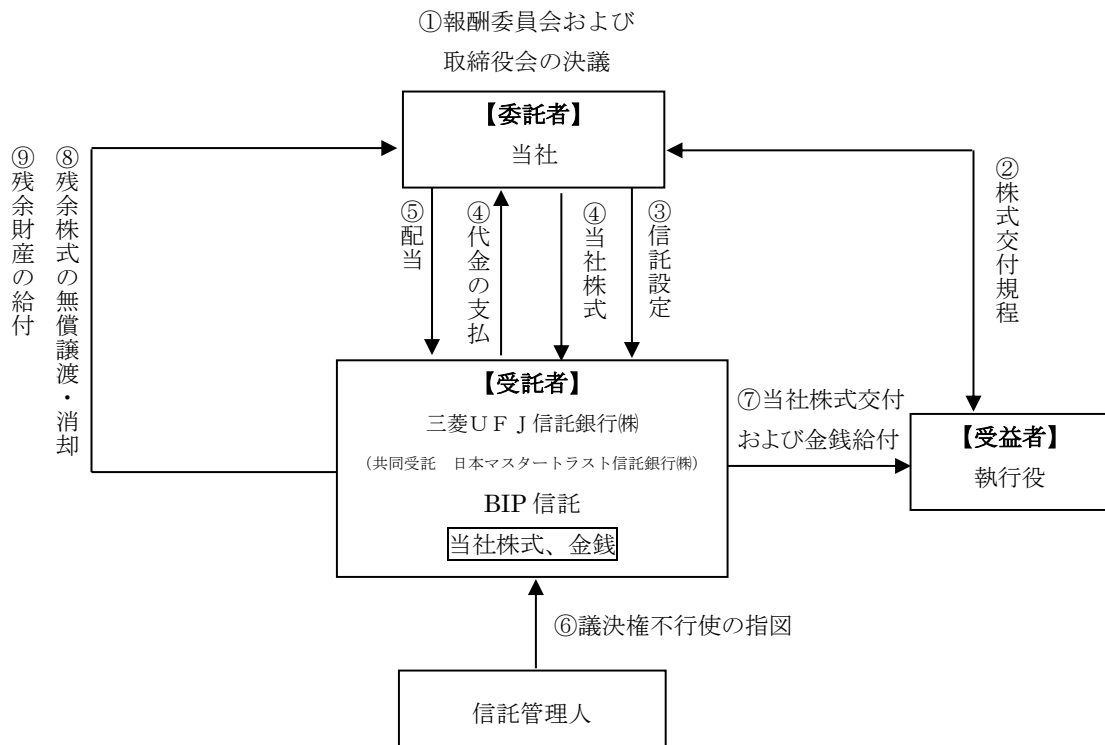 ①報酬委員会および
取締役会の決議
【委託者】
当社
⑨残余財産の給付
⑧残余株式の無償譲渡・消却
⑤配当
④代金の支払
④当社株式
③信託設定
②株式交付規程
【受託者】
三菱UFJ信託銀行㈱
(共同受託 日本マスタートラスト信託銀行㈱)
BIP信託
当社株式、金銭
⑦当社株式交付
および金銭給付
【受益者】
執行役
⑥議決権不行使の指図
信託管理人